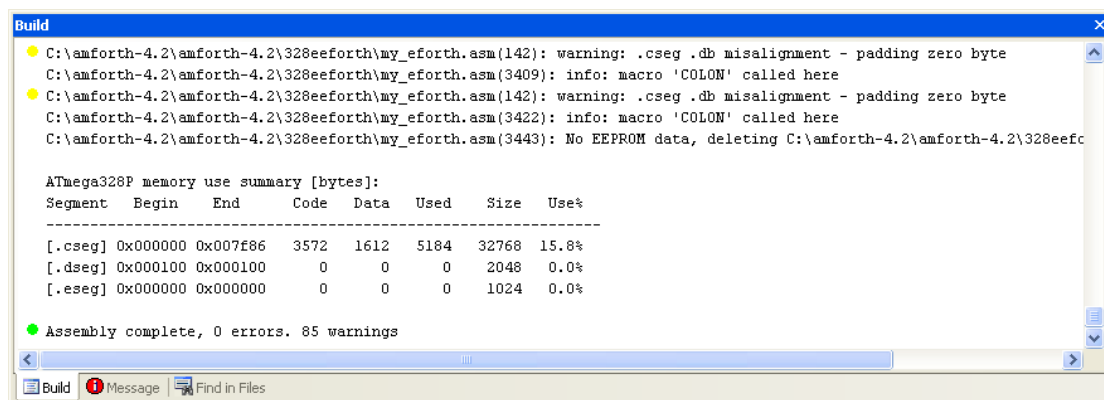 Build
C:\amforth-4.2\amforth-4.2\328eeforth\my_eforth.asm(142): warning: .cseg .db misalignment - padding zero byte
C:\amforth-4.2\amforth-4.2\328eeforth\my_eforth.asm(3409): info: macro 'COLON' called here
C:\amforth-4.2\amforth-4.2\328eeforth\my_eforth.asm(142): warning: .cseg .db misalignment - padding zero byte
C:\amforth-4.2\amforth-4.2\328eeforth\my_eforth.asm(3422): info: macro 'COLON' called here
C:\amforth-4.2\amforth-4.2\328eeforth\my_eforth.asm(3443): No EEPROM data, deleting C:\amforth-4.2\amforth-4.2\328eefc
ATmega328P memory use summary [bytes]:
Segment Begin End Code Data Used Size Use%
---------------------------------------------------------------
[.cseg] 0x000000 0x007f86 3572 1612 5184 32768 15.8%
[.dseg] 0x000100 0x000100 0 0 0 2048 0.0%
[.eseg] 0x000000 0x000000 0 0 0 1024 0.0%
Assembly complete, 0 errors. 85 warnings
Build Message Find in Files